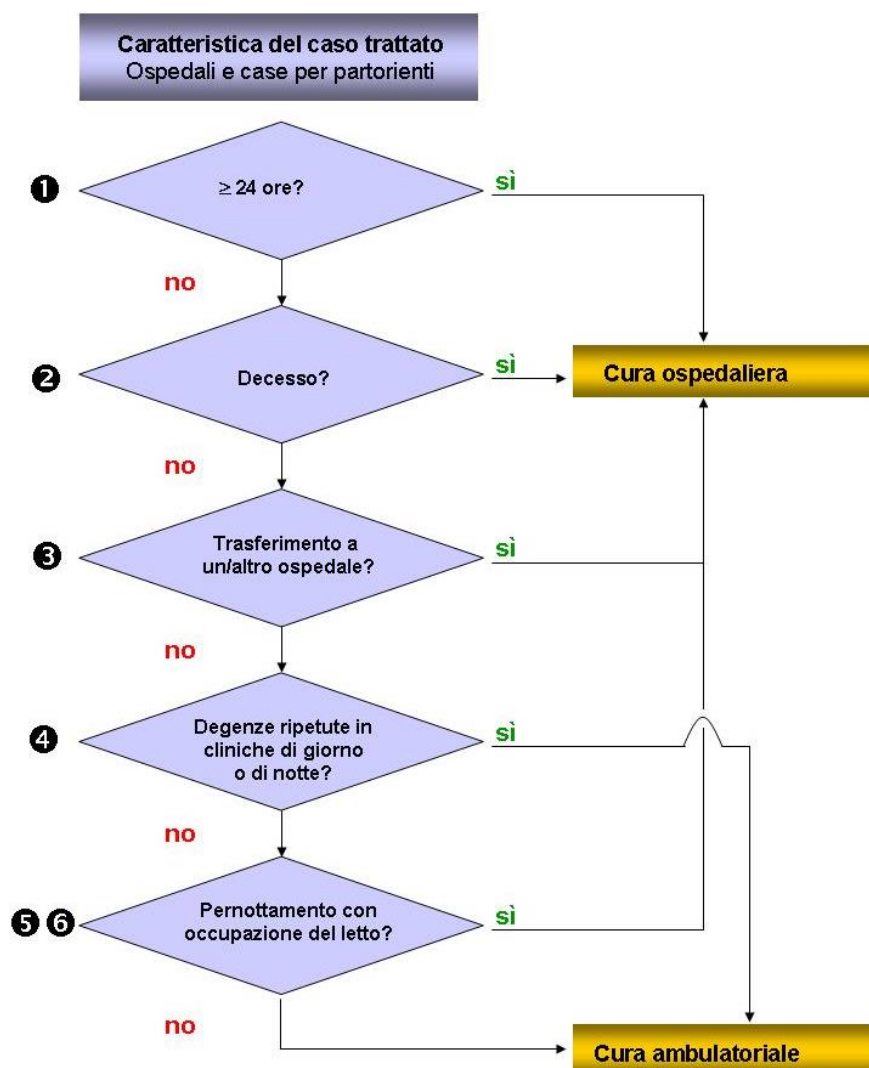 Caratteristica del caso trattato
Ospedali e case per partorienti
❶
≥ 24 ore?
sì
no
❷
Decesso?
sì
Cura ospedaliera
no
❸
Trasferimento a
un/altro ospedale?
sì
no
❹
Degenze ripetute in
cliniche di giorno
o di notte?
sì
no
❺ ❻
Pernottamento con
occupazione del letto?
sì
no
Cura ambulatoriale